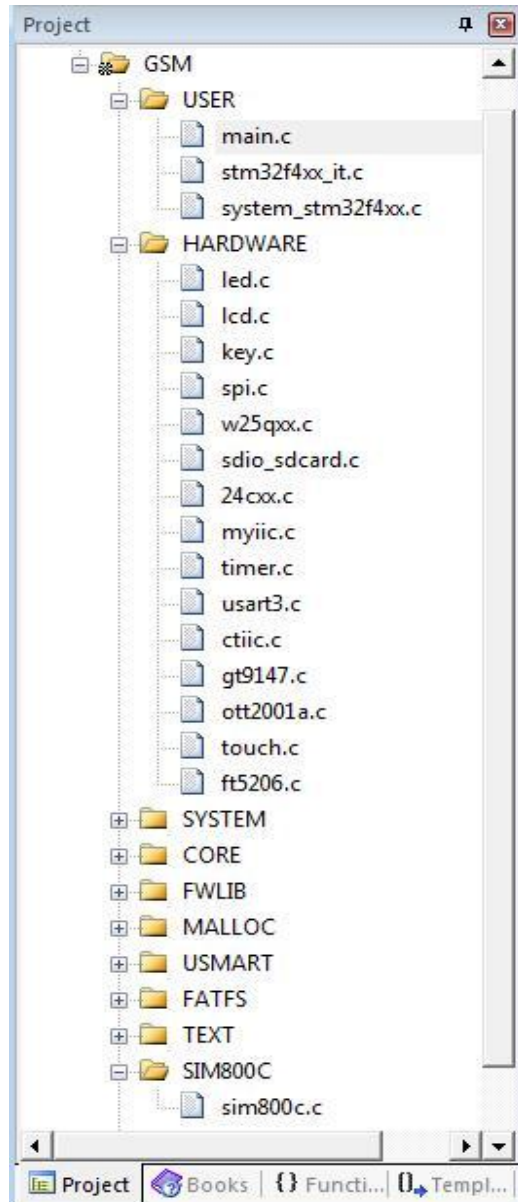 Project
GSM
USER
main.c
stm32f4xx_it.c
system_stm32f4xx.c
HARDWARE
led.c
lcd.c
key.c
spi.c
w25qxx.c
sdio_sdcard.c
24cxx.c
myiic.c
timer.c
usart3.c
ctiic.c
gt9147.c
ott2001a.c
touch.c
ft5206.c
SYSTEM
CORE
FWLIB
MALLOC
USMART
FATFS
TEXT
SIM800C
sim800c.c
Project Books {} Functi... 0 Templ...